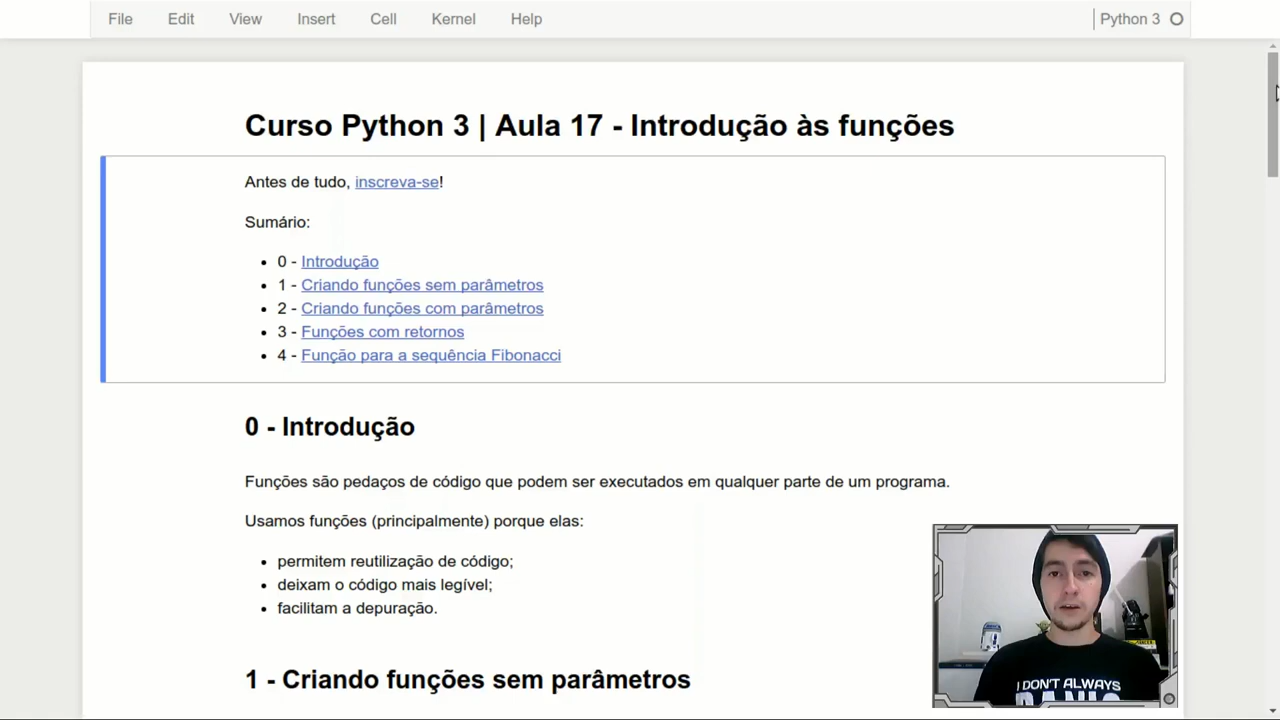 File Edit View Insert Cell Kernel Help Python 3
Curso Python 3 | Aula 17 - Introdução às funções
Antes de tudo, inscreva-se!
Sumário:
0 - Introdução
1 - Criando funções sem parâmetros
2 - Criando funções com parâmetros
3 - Funções com retornos
4 - Função para a sequência Fibonacci
0 - Introdução
Funções são pedaços de código que podem ser executados em qualquer parte de um programa.
Usamos funções (principalmente) porque elas:
permitem reutilização de código;
deixam o código mais legível;
facilitam a depuração.
1 - Criando funções sem parâmetros
I DON'T ALWAYS